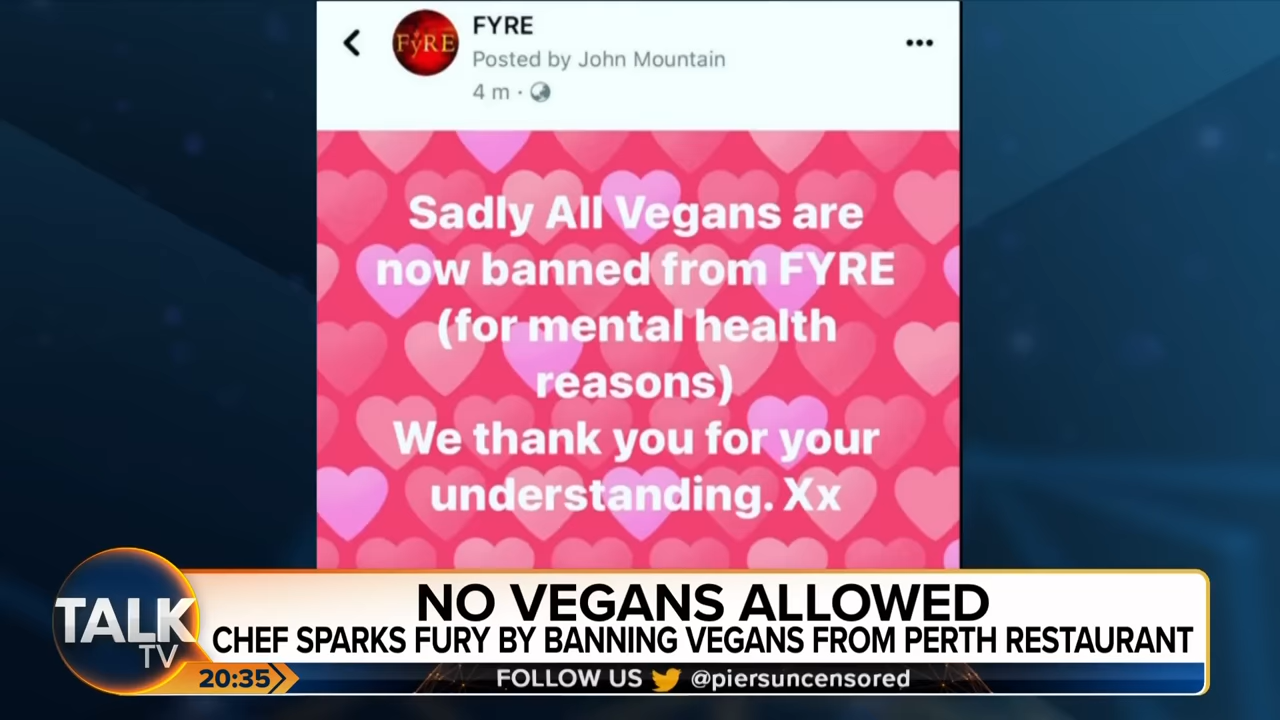 FyRE
FYRE
Posted by John Mountain
4 m ·
Sadly All Vegans are
now banned from FYRE
(for mental health
reasons)
We thank you for your
understanding. Xx
NO VEGANS ALLOWED
CHEF SPARKS FURY BY BANNING VEGANS FROM PERTH RESTAURANT
TALK
TV
20:35
FOLLOW US @piersuncensored